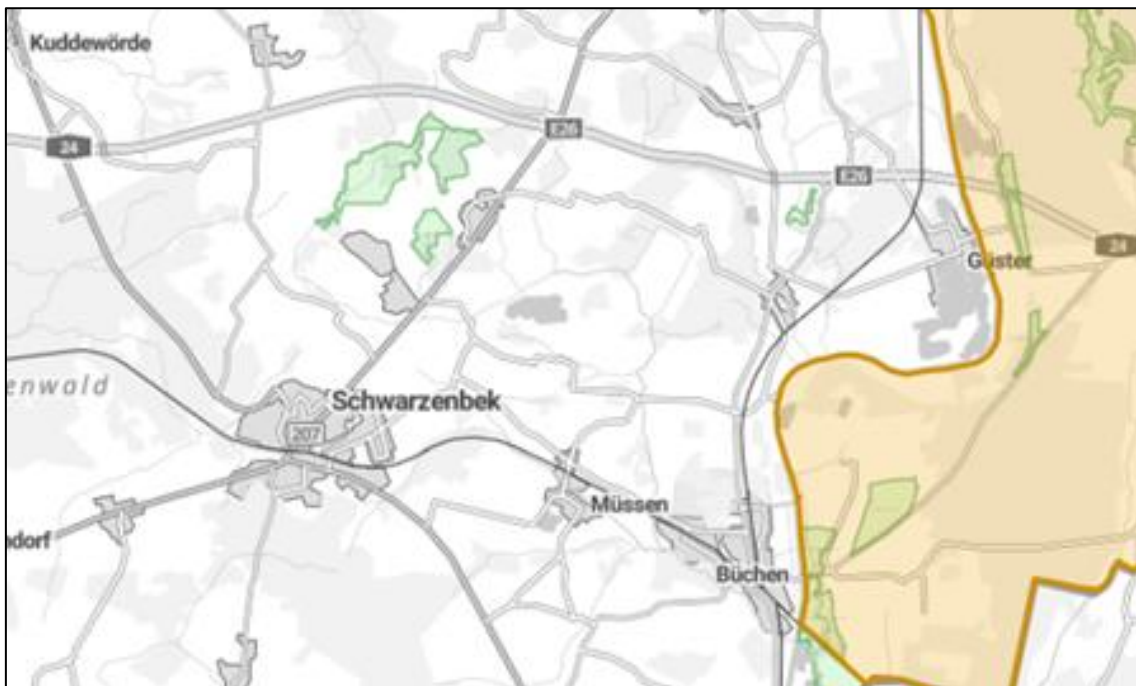 Kuddewörde
24
E26
E26
24
Güster
enwald
Schwarzenbek
207
Müssen
ndorf
Büchen